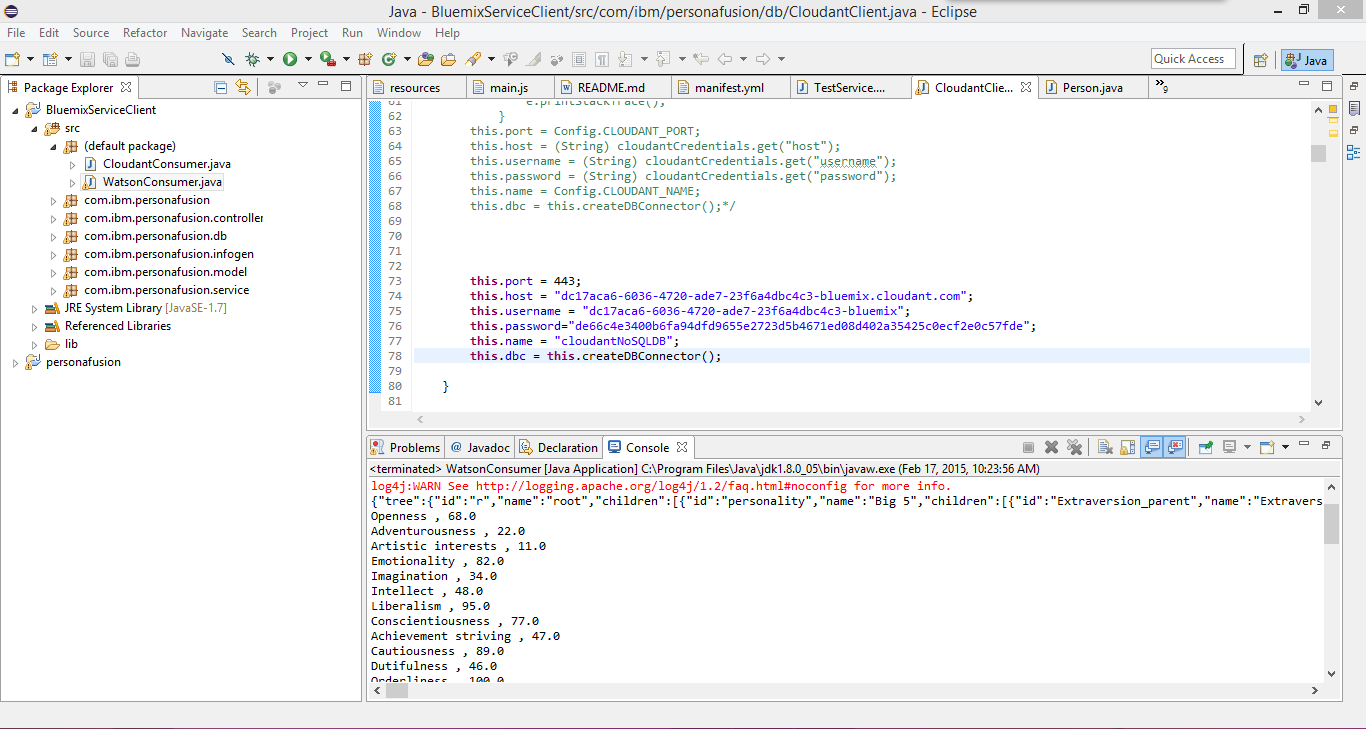 Java - BluemixServiceClient/src/com/ibm/personafusion/db/CloudantClient.java - Eclipse
File Edit Source Refactor Navigate Search Project Run Window Help
Quick Access
Java
Package Explorer
BluemixServiceClient
src
(default package)
CloudantConsumer.java
WatsonConsumer.java
com.ibm.personafusion
com.ibm.personafusion.controller
com.ibm.personafusion.db
com.ibm.personafusion.infogen
com.ibm.personafusion.model
com.ibm.personafusion.service
JRE System Library [JavaSE-1.7]
Referenced Libraries
lib
personafusion
resources main.js README.md manifest.yml TestService.... CloudantClie... Person.java »9
61 e.printStackTrace();
62 }
63 this.port = Config.CLOUDANT_PORT;
64 this.host = (String) cloudantCredentials.get("host");
65 this.username = (String) cloudantCredentials.get("username");
66 this.password = (String) cloudantCredentials.get("password");
67 this.name = Config.CLOUDANT_NAME;
68 this.dbc = this.createDBConnector();*/
69
70
71
72
73 this.port = 443;
74 this.host = "dc17aca6-6036-4720-ade7-23f6a4dbc4c3-bluemix.cloudant.com";
75 this.username = "dc17aca6-6036-4720-ade7-23f6a4dbc4c3-bluemix";
76 this.password="de66c4e3400b6fa94dfd9655e2723d5b4671ed08d402a35425c0ecf2e0c57fde";
77 this.name = "cloudantNoSQLDB";
78 this.dbc = this.createDBConnector();
79
80 }
81
Problems @ Javadoc Declaration Console
<terminated> WatsonConsumer [Java Application] C:\Program Files\Java\jdk1.8.0_05\bin\javaw.exe (Feb 17, 2015, 10:23:56 AM)
log4j:WARN See http://logging.apache.org/log4j/1.2/faq.html#noconfig for more info.
{"tree":{"id":"r","name":"root","children":[{"id":"personality","name":"Big 5","children":[{"id":"Extraversion_parent","name":"Extravers
Openness , 68.0
Adventurousness , 22.0
Artistic interests , 11.0
Emotionality , 82.0
Imagination , 34.0
Intellect , 48.0
Liberalism , 95.0
Conscientiousness , 77.0
Achievement striving , 47.0
Cautiousness , 89.0
Dutifulness , 46.0
Orderliness , 100.0